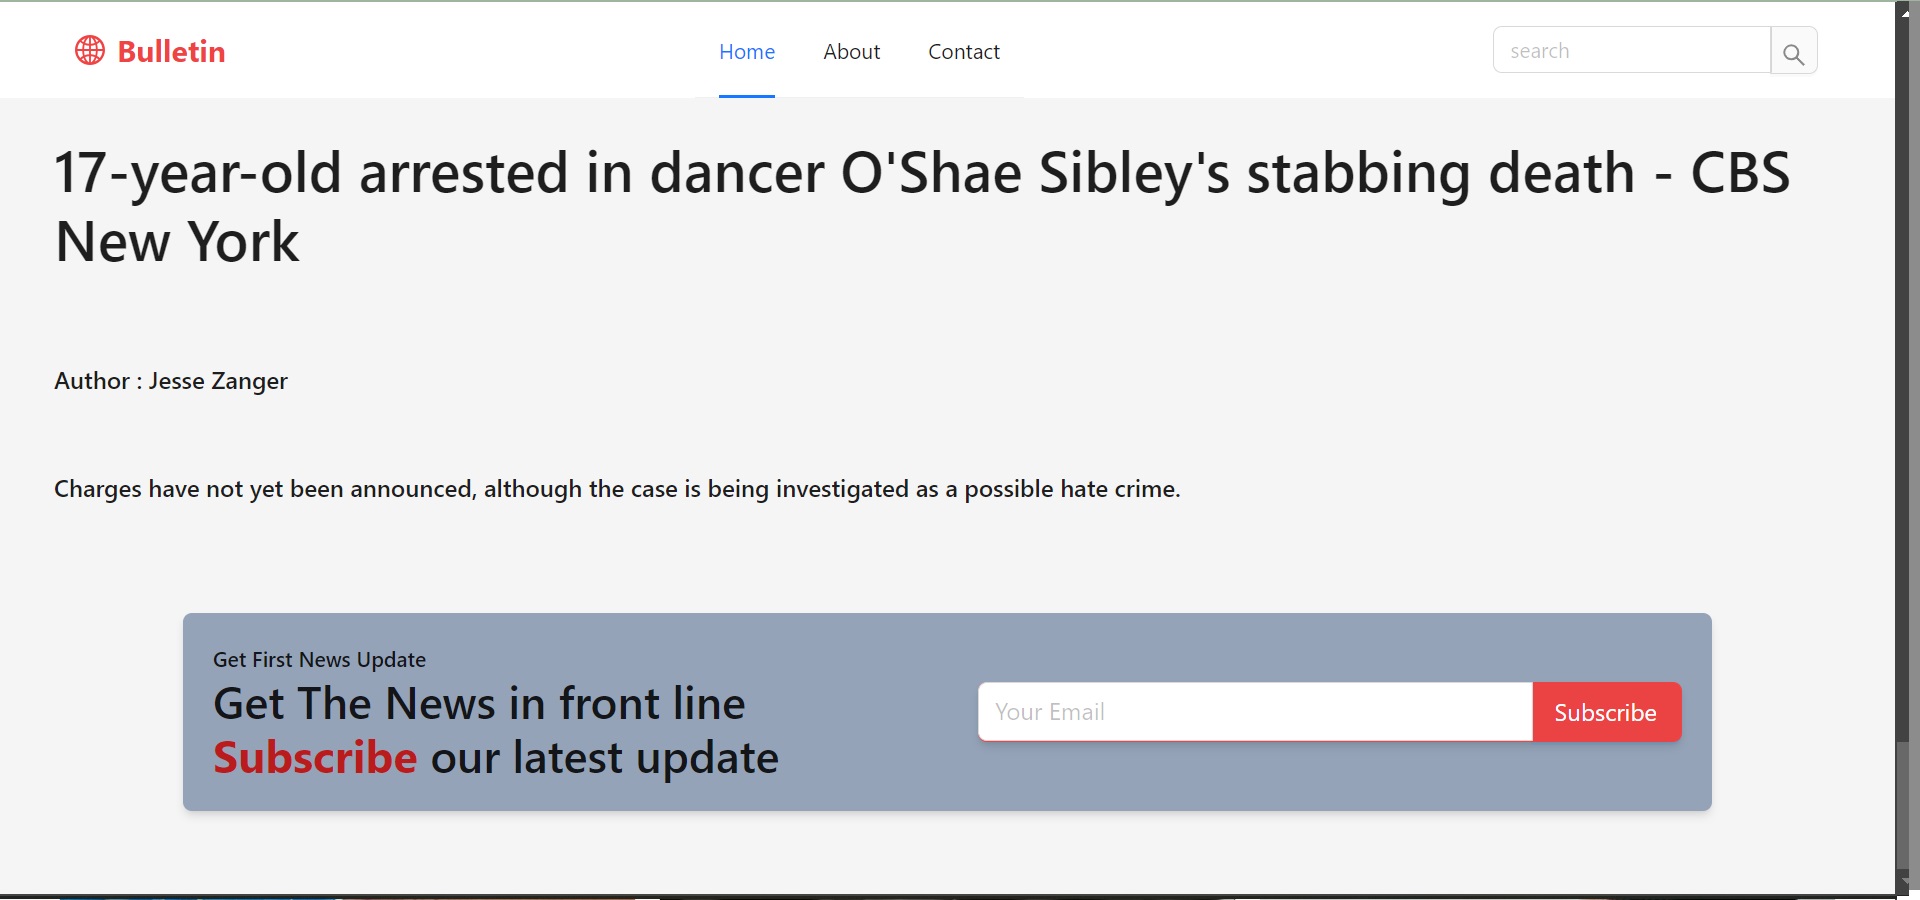 Bulletin
Home
About
Contact
search
17-year-old arrested in dancer O'Shae Sibley's stabbing death - CBS
New York
Author : Jesse Zanger
Charges have not yet been announced, although the case is being investigated as a possible hate crime.
Get First News Update
Get The News in front line
Subscribe our latest update
Your Email
Subscribe